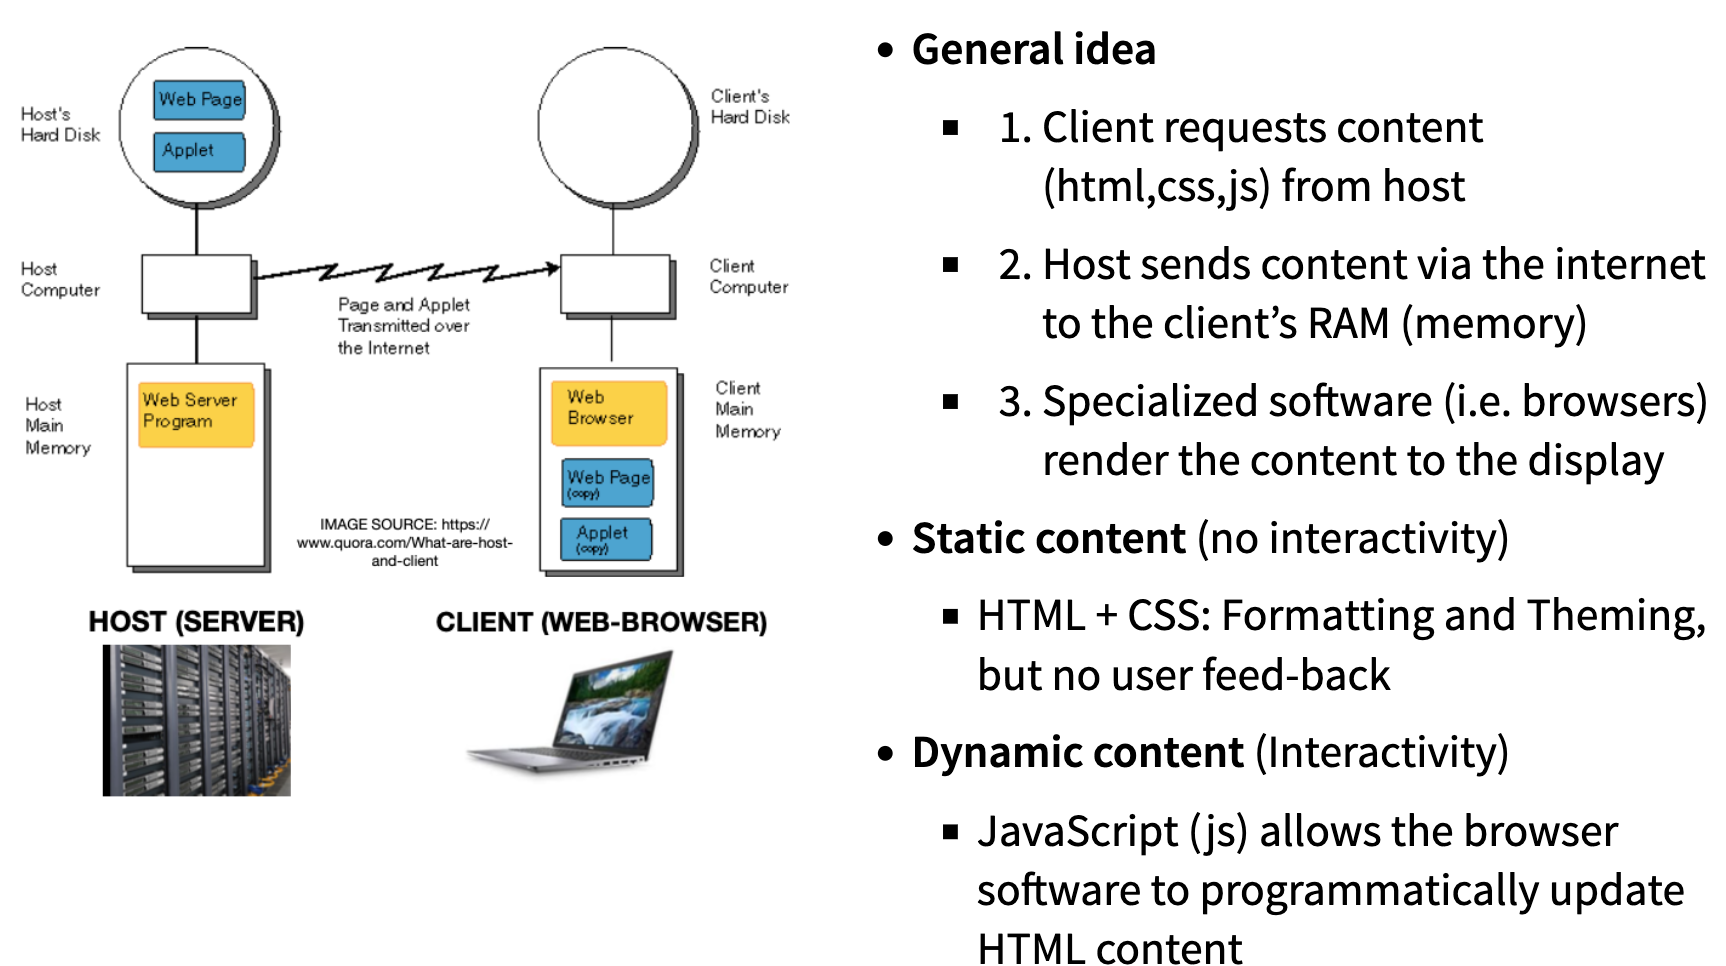 Host's
Hard Disk
Web Page
Applet
Client's
Hard Disk
Host
Computer
Client
Computer
Page and Applet
Transmitted over
the Internet
Host
Main
Memory
Web Server
Program
Web
Browser
Web Page
(copy)
Applet
(copy)
Client
Main
Memory
IMAGE SOURCE: https://
www.quora.com/What-are-host-
and-client
HOST (SERVER)
CLIENT (WEB-BROWSER)
• General idea
▪ 1. Client requests content
(html,css,js) from host
▪ 2. Host sends content via the internet
to the client’s RAM (memory)
▪ 3. Specialized software (i.e. browsers)
render the content to the display
• Static content (no interactivity)
▪ HTML + CSS: Formatting and Theming,
but no user feed-back
• Dynamic content (Interactivity)
▪ JavaScript (js) allows the browser
software to programmatically update
HTML content